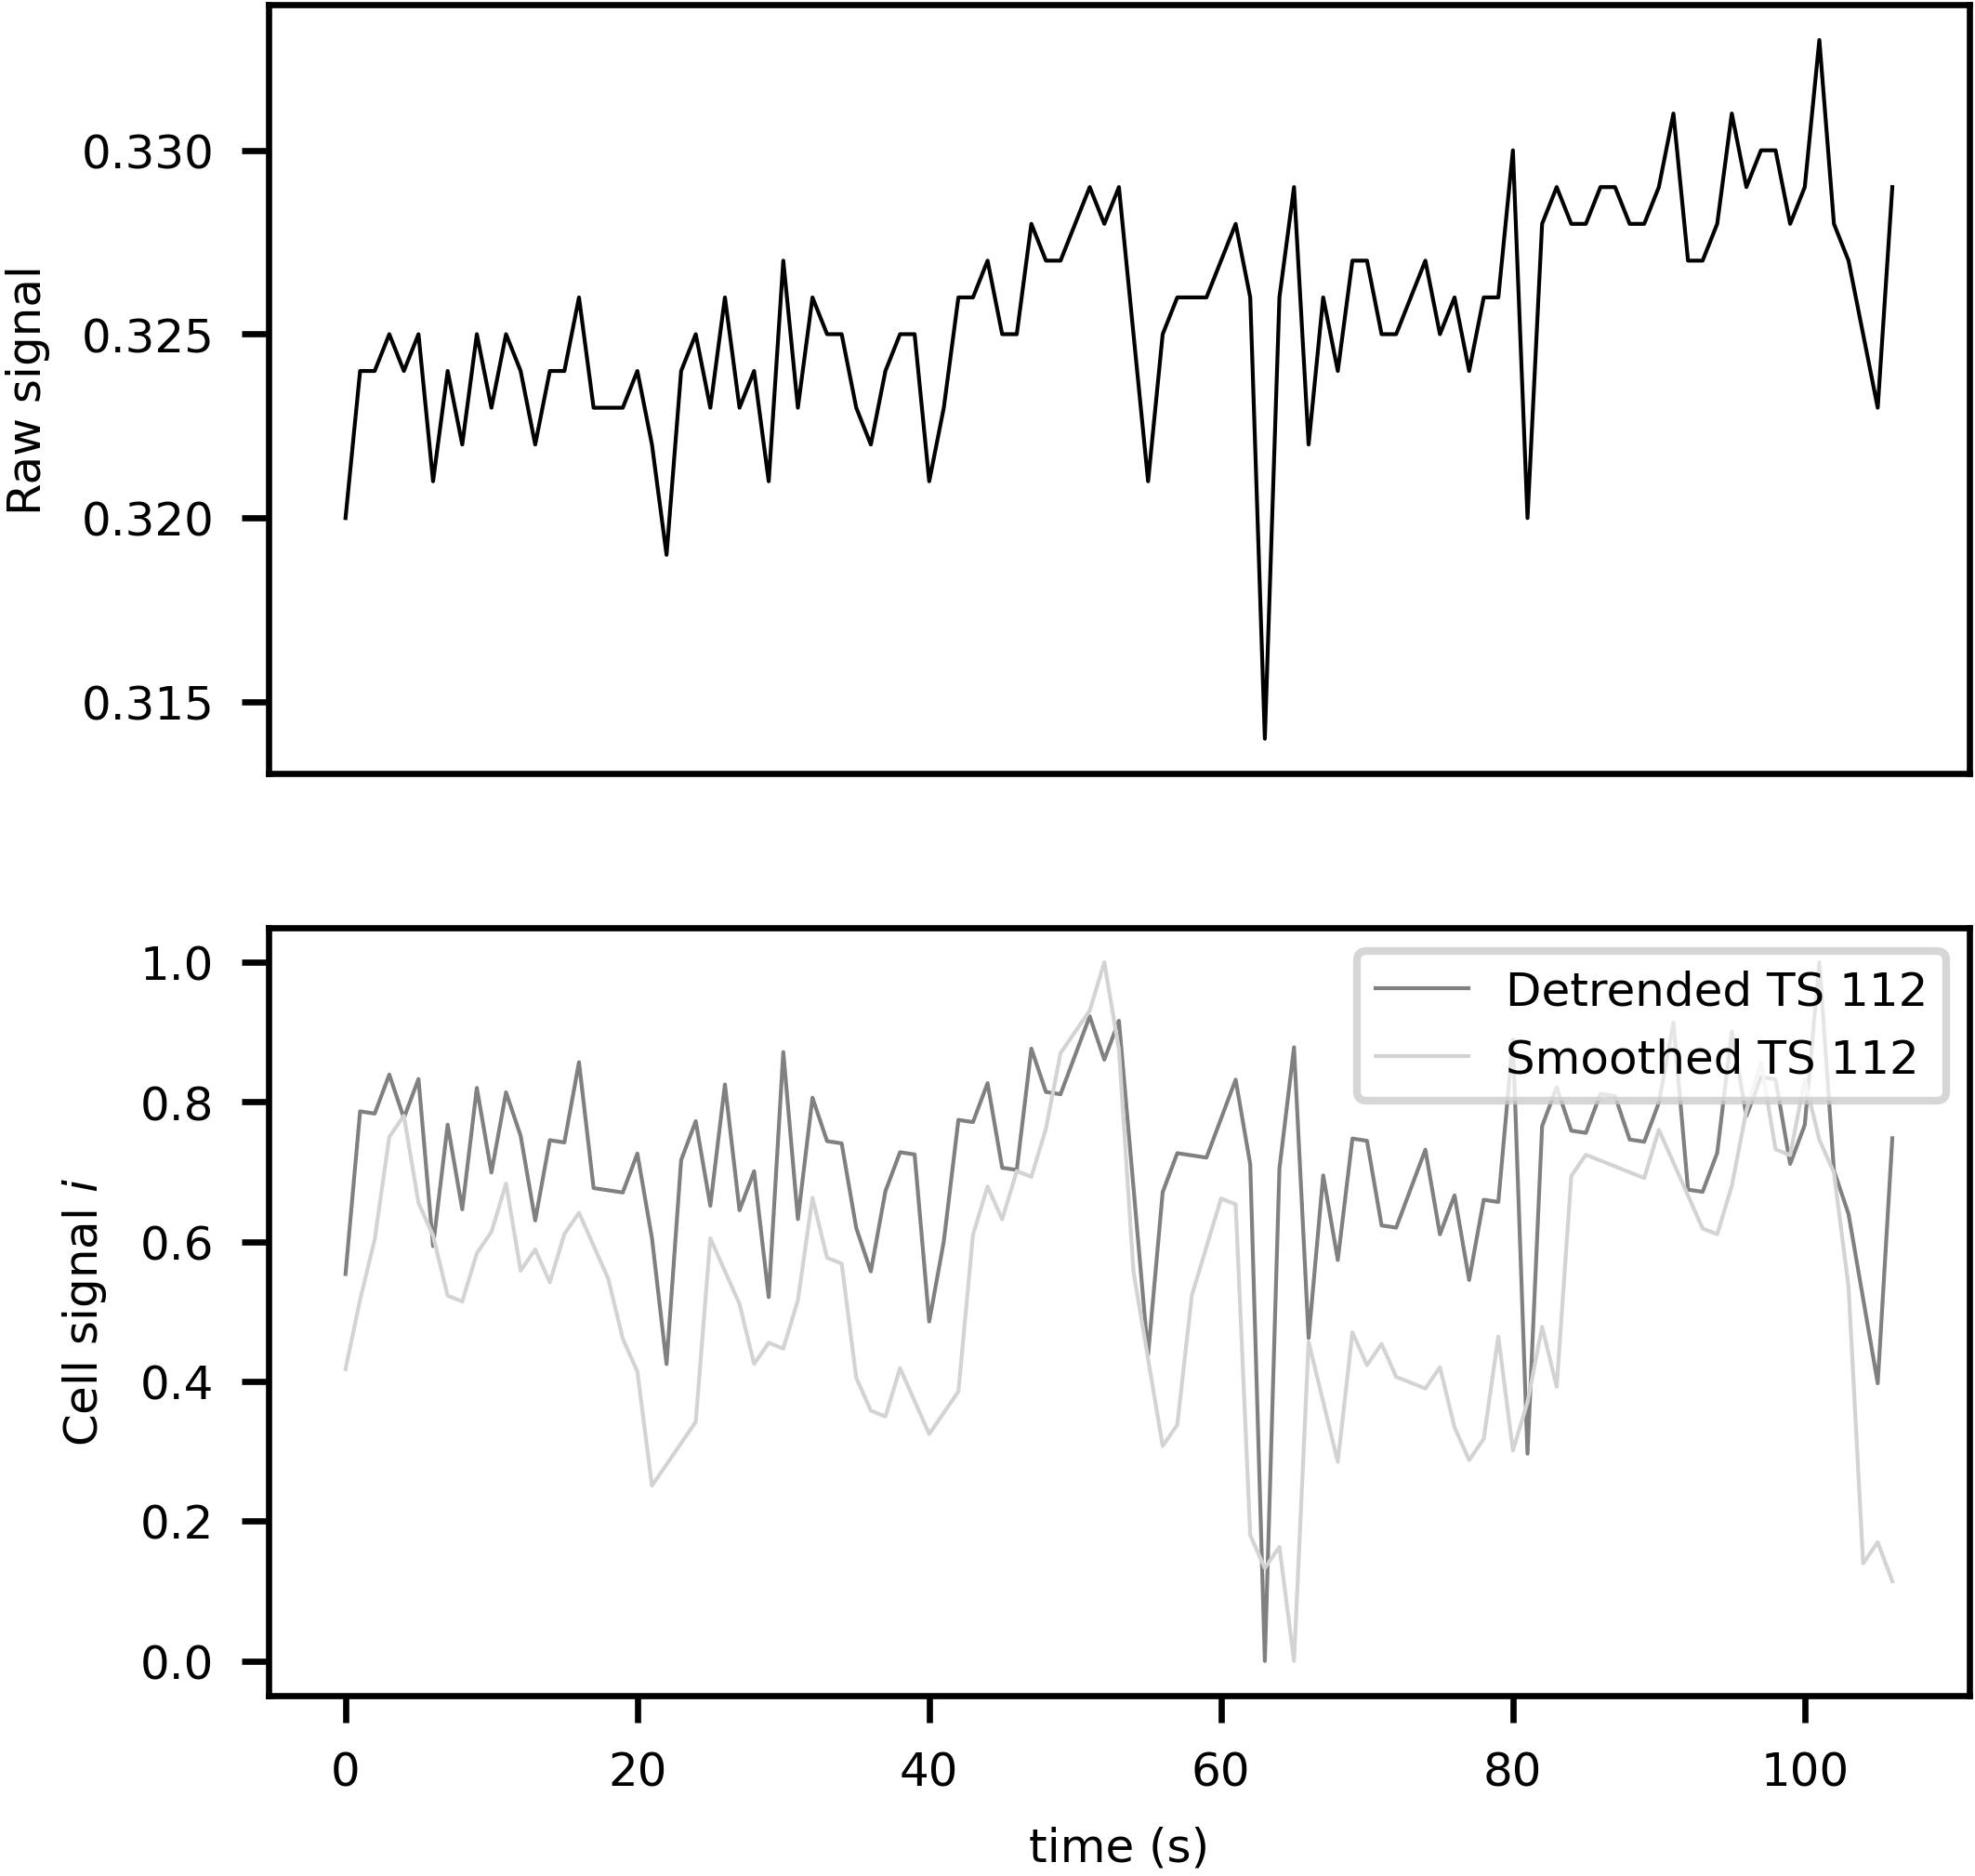 Raw signal
0.330
0.325
0.320
0.315
Cell signal i
1.0
0.8
0.6
0.4
0.2
0.0
Detrended TS 112
Smoothed TS 112
0 20 40 60 80 100
time (s)